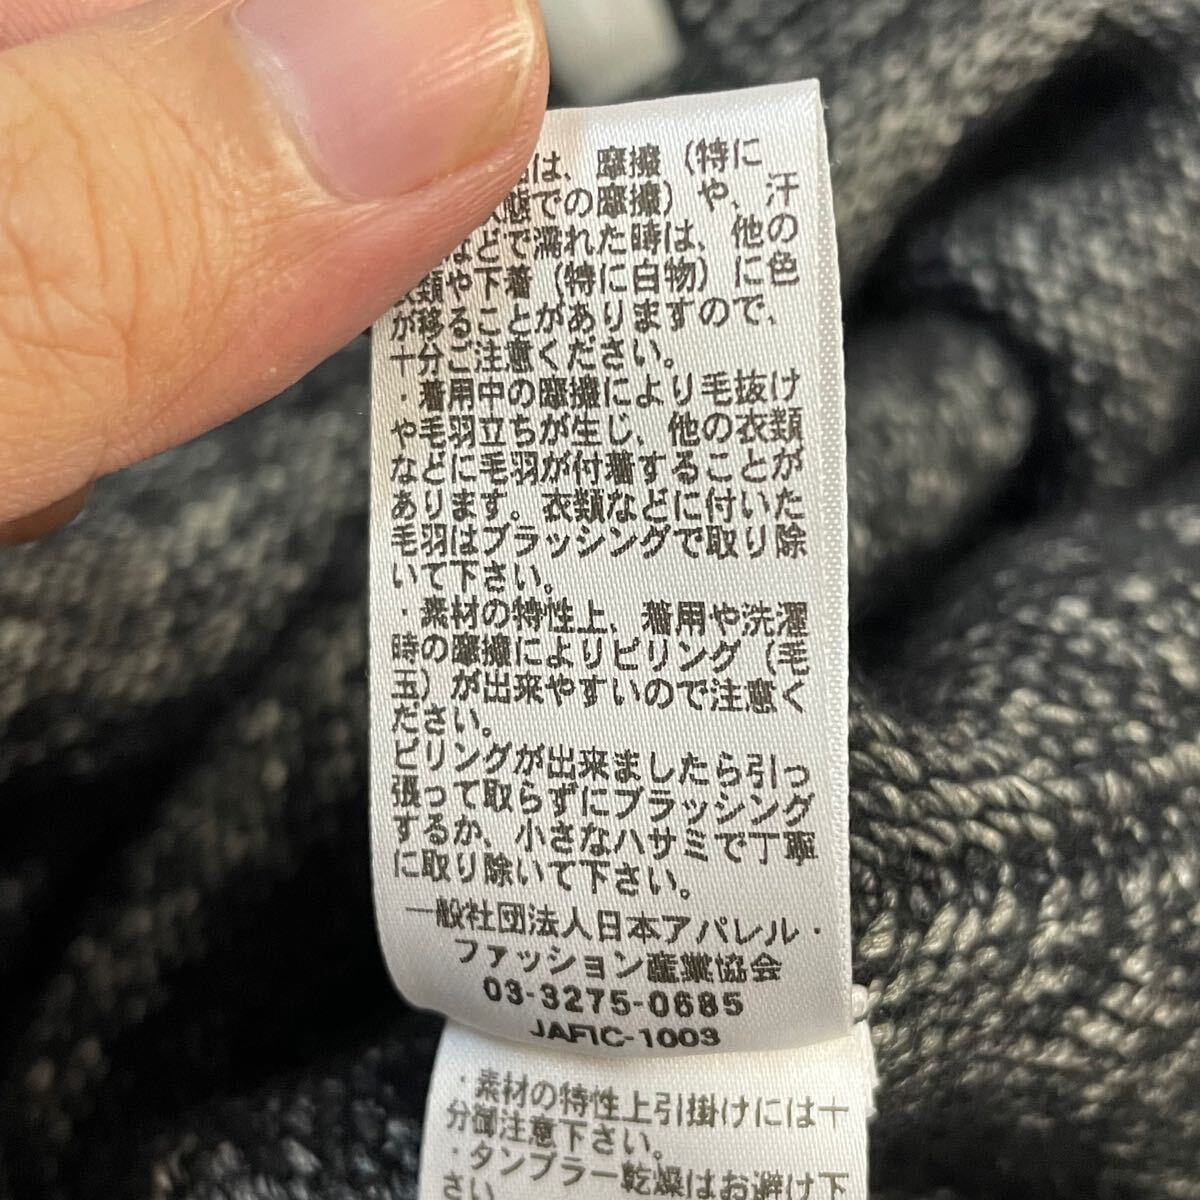 は、摩擦（特に
態での摩擦）や、汗
どで濡れた時は、他の
類や下着（特に白物）に色
が移ることがありますので、
十分ご注意ください。
・着用中の摩擦により毛抜け
や毛羽立ちが生じ、他の衣類
などに毛羽が付着することが
あります。衣類などに付いた
毛羽はブラッシングで取り除
いて下さい。
・素材の特性上、着用や洗濯
時の摩擦によりピリング（毛
玉）が出来やすいので注意く
ださい。
ピリングが出来ましたら引っ
張って取らずにブラッシング
するか、小さなハサミで丁寧
に取り除いて下さい。
一般社団法人日本アパレル・
ファッション産業協会
03-3275-0685
JAFIC-1003
・素材の特性上引掛けには十
分御注意下さい。
・タンブラー乾燥はお避け下
さい